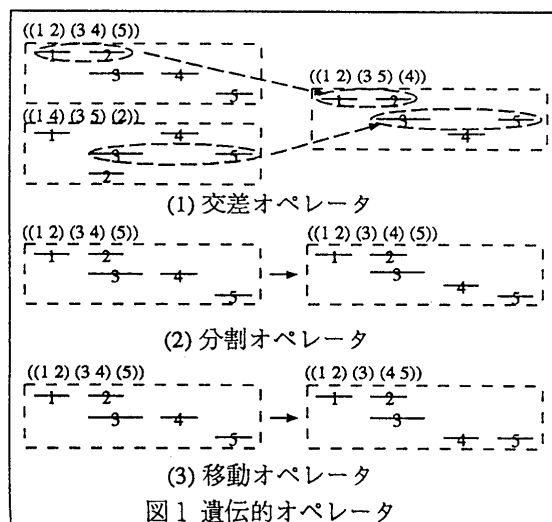 ((1 2) (3 4) (5))
1 2
3 4
5
((1 4) (3 5) (2))
1 4
3 5
2
((1 2) (3 5) (4))
1 2
3 5
4
(1) 交差オペレータ
((1 2) (3 4) (5))
1 2
3 4
5
((1 2) (3) (4) (5))
1 2
3
4
5
(2) 分割オペレータ
((1 2) (3 4) (5))
1 2
3 4
5
((1 2) (3) (4 5))
1 2
3
4 5
(3) 移動オペレータ
図1 遺伝的オペレータ